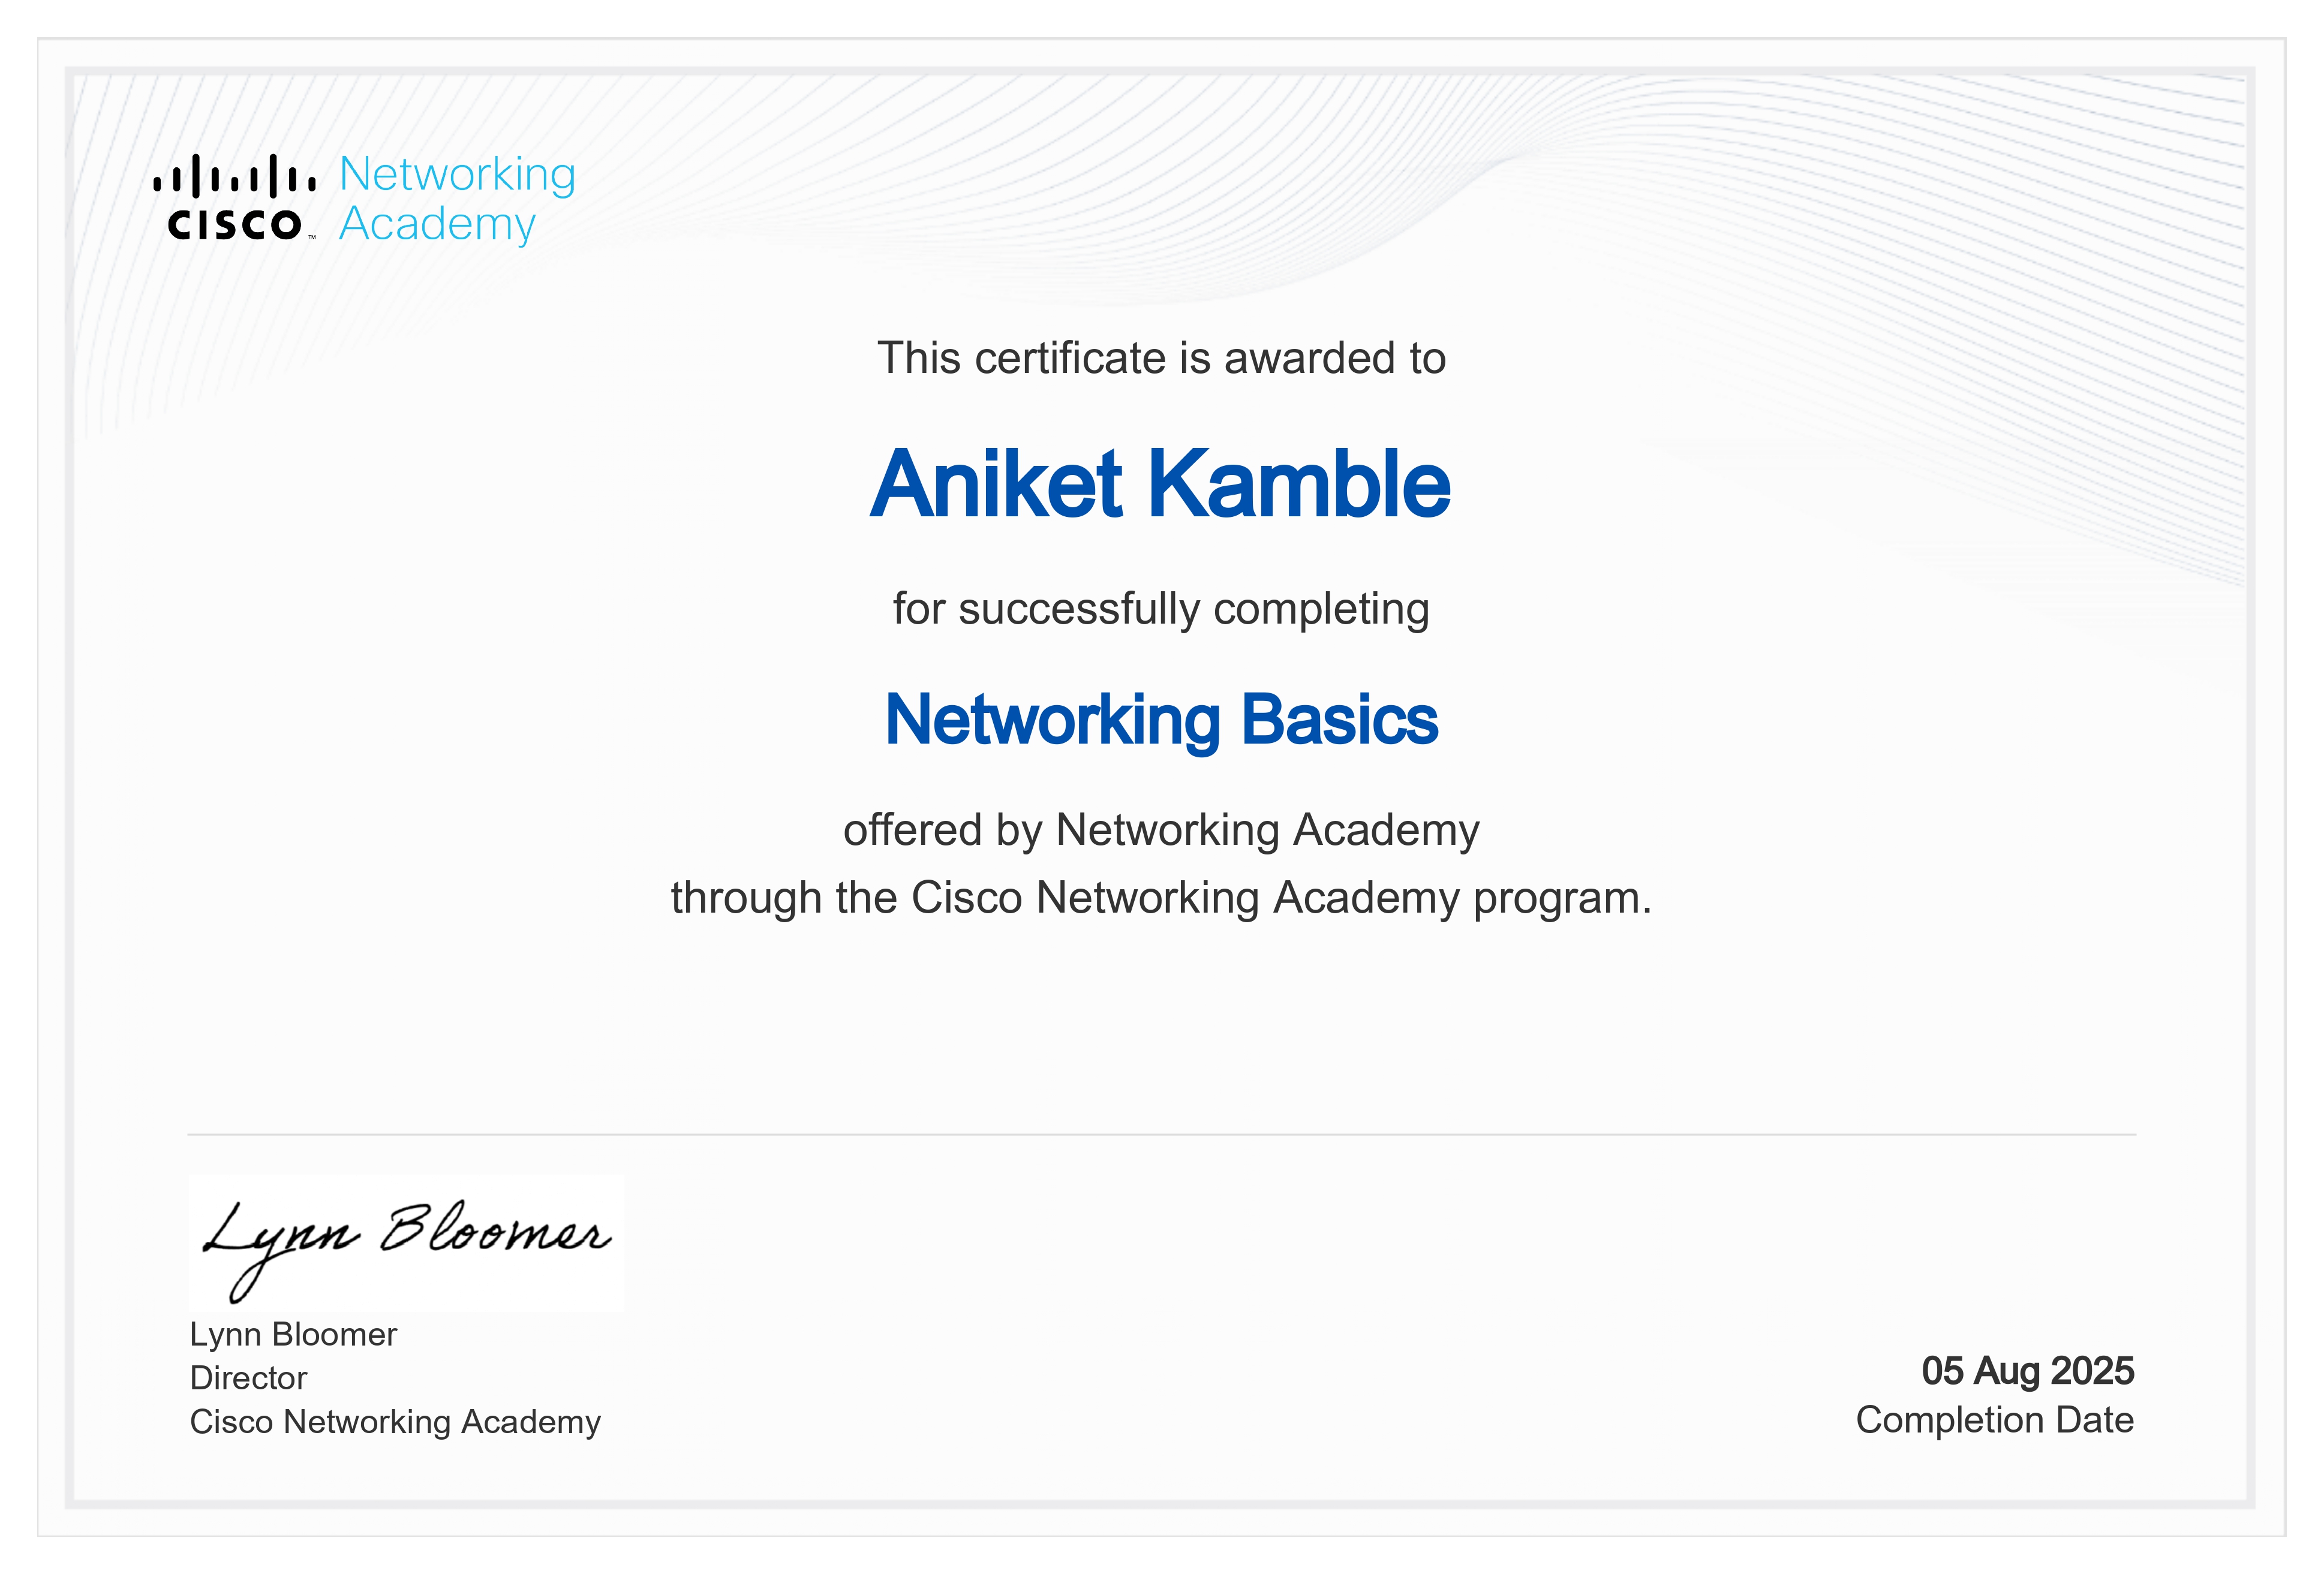 CISCO™ Networking
Academy
This certificate is awarded to
Aniket Kamble
for successfully completing
Networking Basics
offered by Networking Academy
through the Cisco Networking Academy program.
Lynn Bloomer
Lynn Bloomer
Director
Cisco Networking Academy
05 Aug 2025
Completion Date